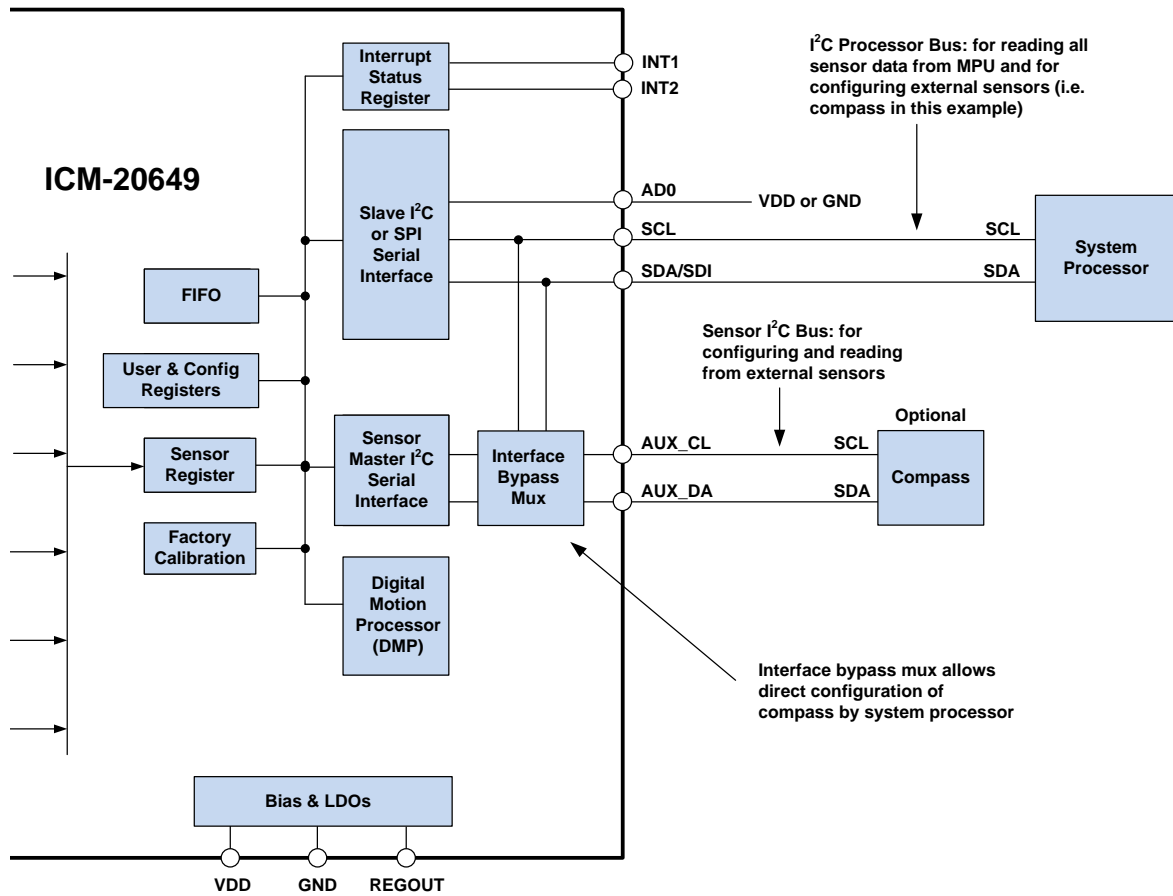 Interrupt
Status
Register
INT1
INT2
I²C Processor Bus: for reading all
sensor data from MPU and for
configuring external sensors (i.e.
compass in this example)
ICM-20649
Slave I²C
or SPI
Serial
Interface
AD0
VDD or GND
SCL
SCL
SDA/SDI
SDA
System
Processor
FIFO
User & Config
Registers
Sensor I²C Bus: for
configuring and reading
from external sensors
Sensor
Register
Sensor
Master I²C
Serial
Interface
Interface
Bypass
Mux
AUX_CL
SCL
AUX_DA
SDA
Optional
Compass
Factory
Calibration
Digital
Motion
Processor
(DMP)
Interface bypass mux allows
direct configuration of
compass by system processor
Bias & LDOs
VDD
GND
REGOUT